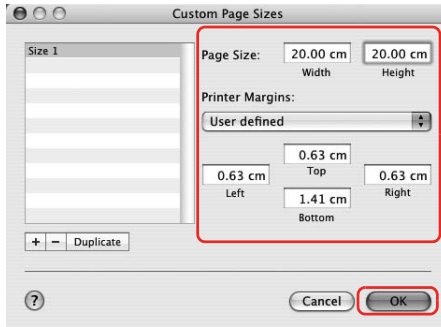 Custom Page Sizes
Size 1
Page Size: 20.00 cm 20.00 cm
Width Height
Printer Margins:
User defined
0.63 cm
Top
0.63 cm 0.63 cm
Left Right
1.41 cm
Bottom
+ − Duplicate
? Cancel OK